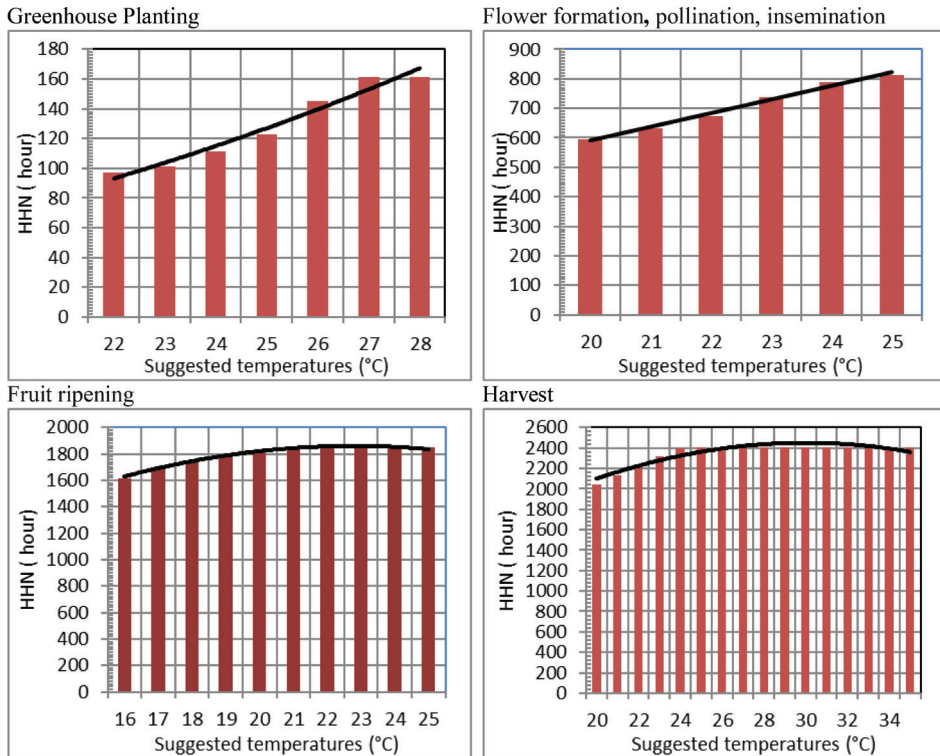 Greenhouse Planting
180
160
140
120
100
80
60
40
20
0
HHN ( hour)
22 23 24 25 26 27 28
Suggested temperatures (°C)
Flower formation, pollination, insemination
900
800
700
600
500
400
300
200
100
0
HHN ( hour)
20 21 22 23 24 25
Suggested temperatures (°C)
Fruit ripening
2000
1800
1600
1400
1200
1000
800
600
400
200
0
HHN ( hour)
16 17 18 19 20 21 22 23 24 25
Suggested temperatures (°C)
Harvest
2600
2400
2200
2000
1800
1600
1400
1200
1000
800
600
400
200
0
HHN ( hour)
20 22 24 26 28 30 32 34
Suggested temperatures (°C)